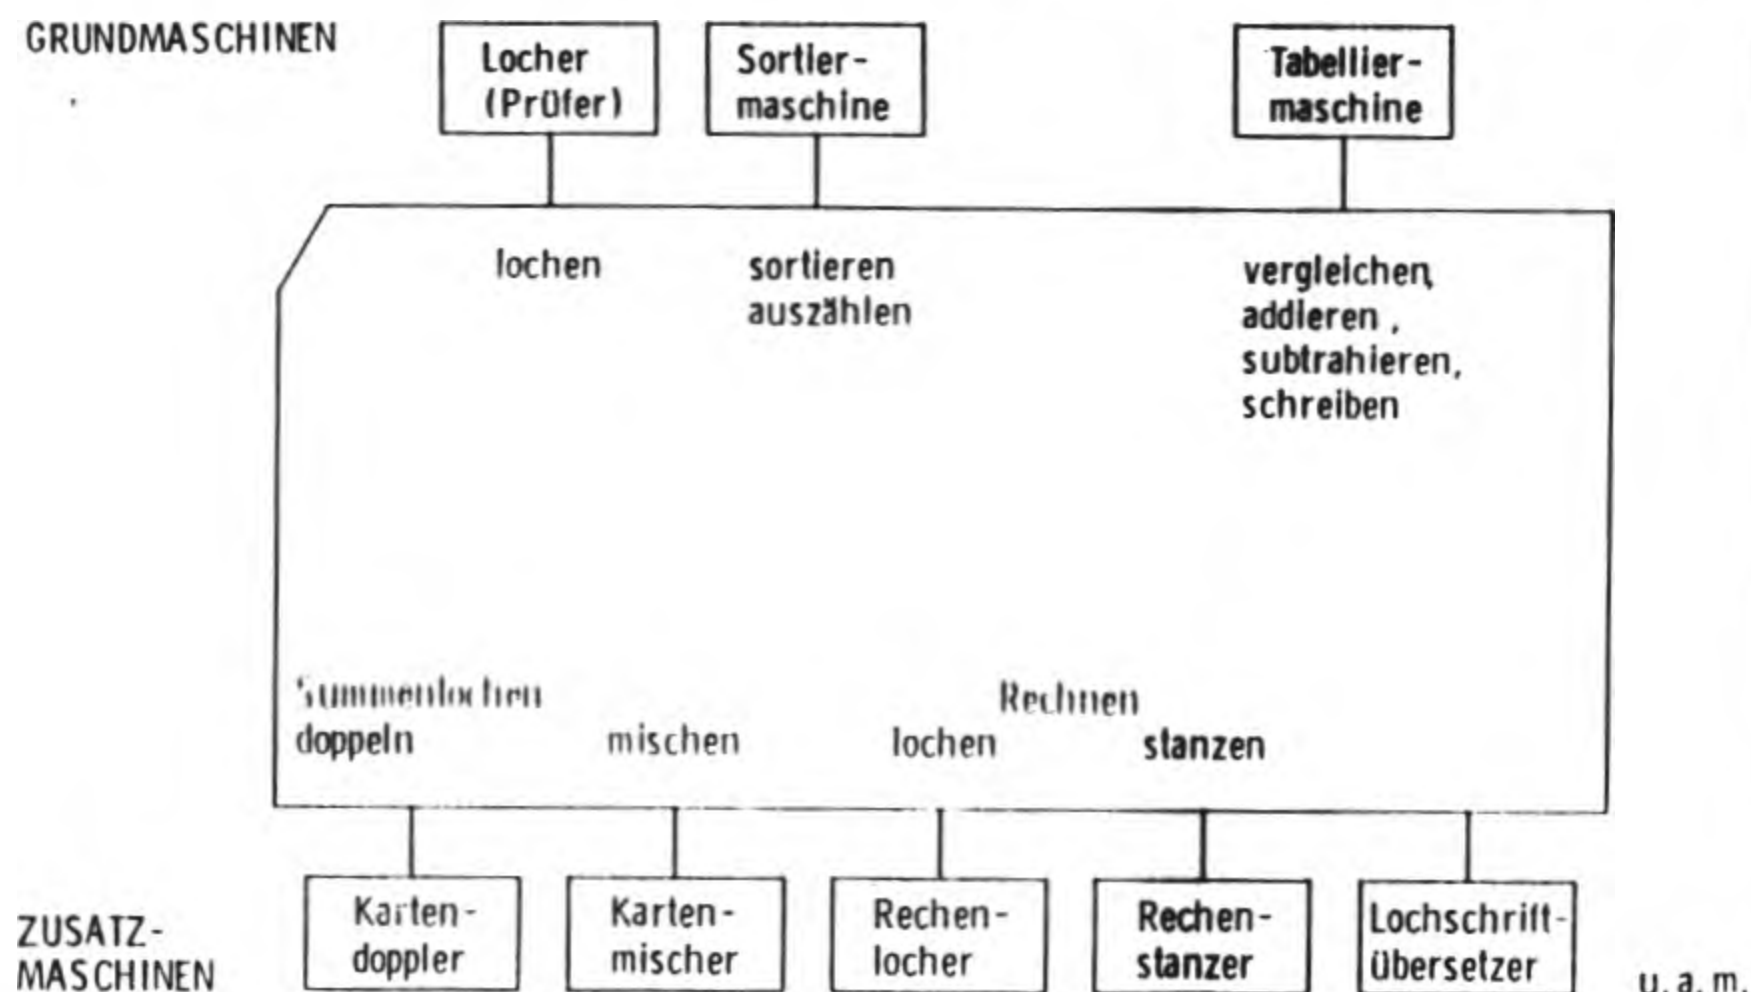 GRUNDMASCHINEN
Locher
(Prüfer)
Sortier-
maschine
Tabellier-
maschine
lochen
sortieren
auszählen
vergleichen,
addieren ,
subtrahieren,
schreiben
Summenlochen
doppeln
mischen
Rechnen
lochen
stanzen
ZUSATZ-
MASCHINEN
Karten-
doppler
Karten-
mischer
Rechen-
locher
Rechen-
stanzer
Lochschrift-
übersetzer
u. a. m.